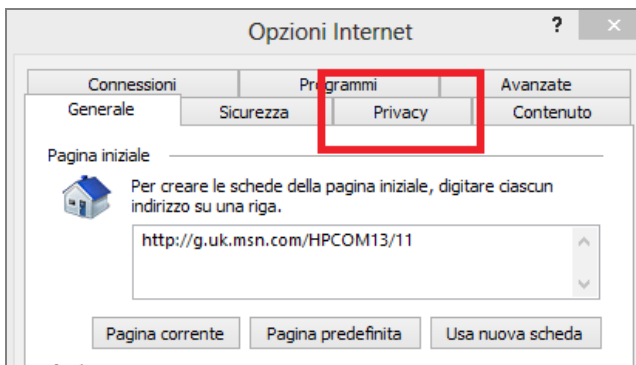 Opzioni Internet ?
Connessioni Programmi Avanzate
Generale Sicurezza Privacy Contenuto
Pagina iniziale
Per creare le schede della pagina iniziale, digitare ciascun
indirizzo su una riga.
http://g.uk.msn.com/HPCOM13/11
Pagina corrente Pagina predefinita Usa nuova scheda